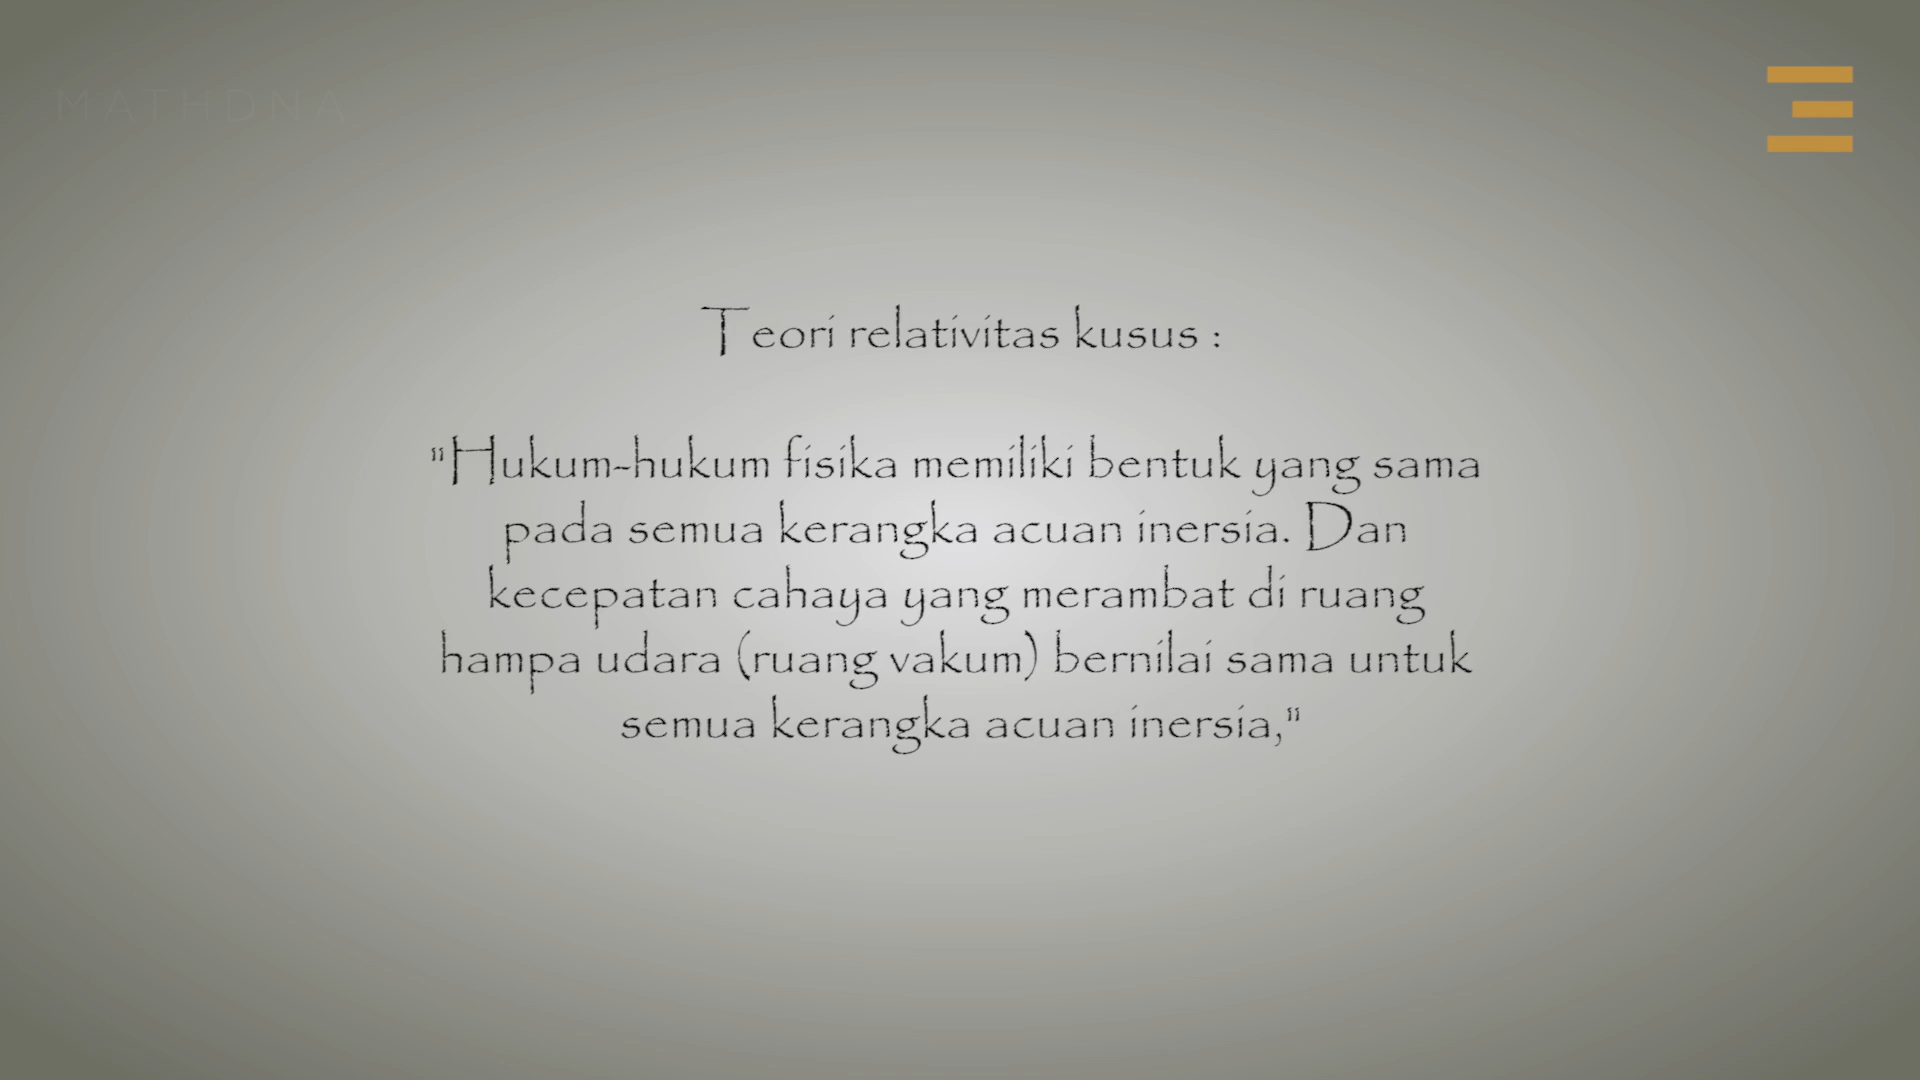 MATHDNA
Teori relativitas kusus :
"Hukum-hukum fisika memiliki bentuk yang sama
pada semua kerangka acuan inersia. Dan
kecepatan cahaya yang merambat di ruang
hampa udara (ruang vakum) bernilai sama untuk
semua kerangka acuan inersia,"